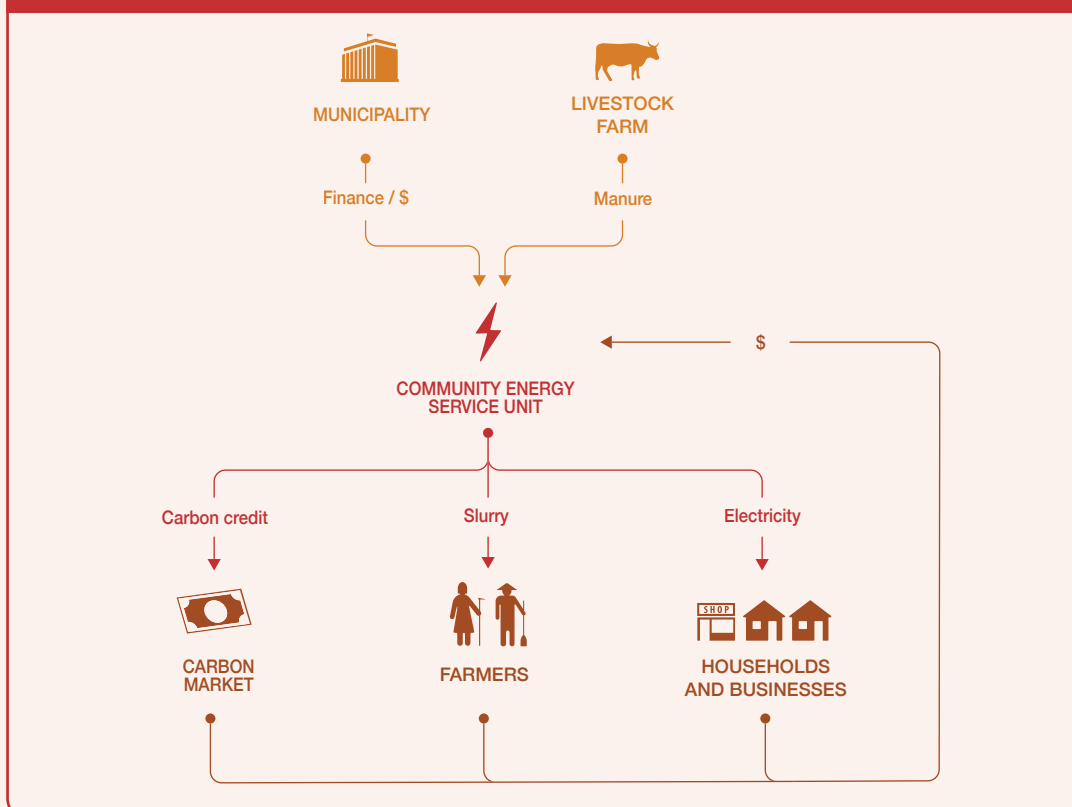 MUNICIPALITY
LIVESTOCK
FARM
Finance / $
Manure
$
COMMUNITY ENERGY
SERVICE UNIT
Carbon credit
Slurry
Electricity
SHOP
CARBON
MARKET
FARMERS
HOUSEHOLDS
AND BUSINESSES